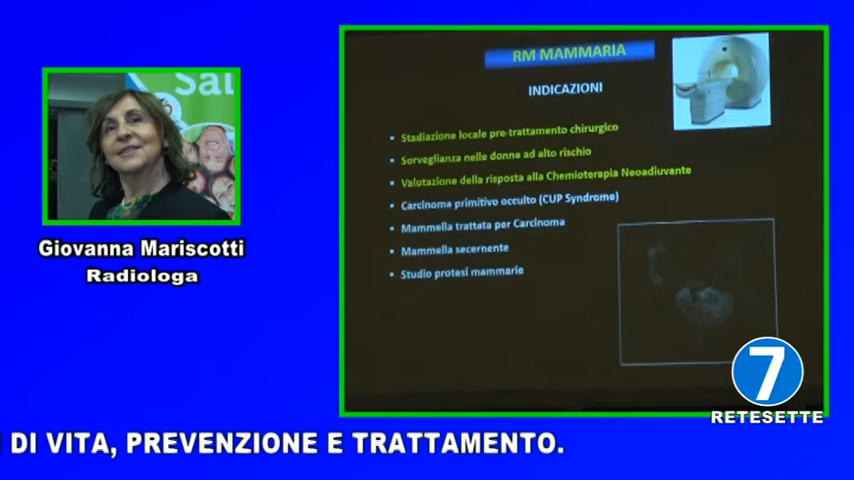 Sal
Giovanna Mariscotti
Radiologa
RM MAMMARIA
INDICAZIONI
Stadiazione locale pre-trattamento chirurgico
Sorveglianza nelle donne ad alto rischio
Valutazione della risposta alla Chemioterapia Neoadiuvante
Carcinoma primitivo occulto (CUP Syndrome)
Mammella trattata per Carcinoma
Mammella secernente
Studio protesi mammarie
7
RETESETTE
DI VITA, PREVENZIONE E TRATTAMENTO.